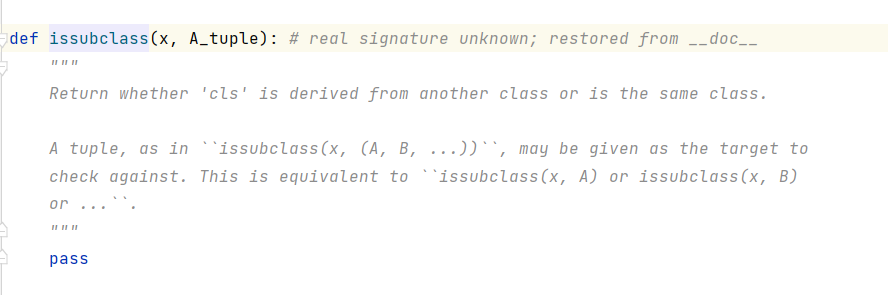 def issubclass(x, A_tuple): # real signature unknown; restored from __doc__
"""
Return whether 'cls' is derived from another class or is the same class.
A tuple, as in ``issubclass(x, (A, B, ...))``, may be given as the target to
check against. This is equivalent to ``issubclass(x, A) or issubclass(x, B)
or ...``.
"""
pass